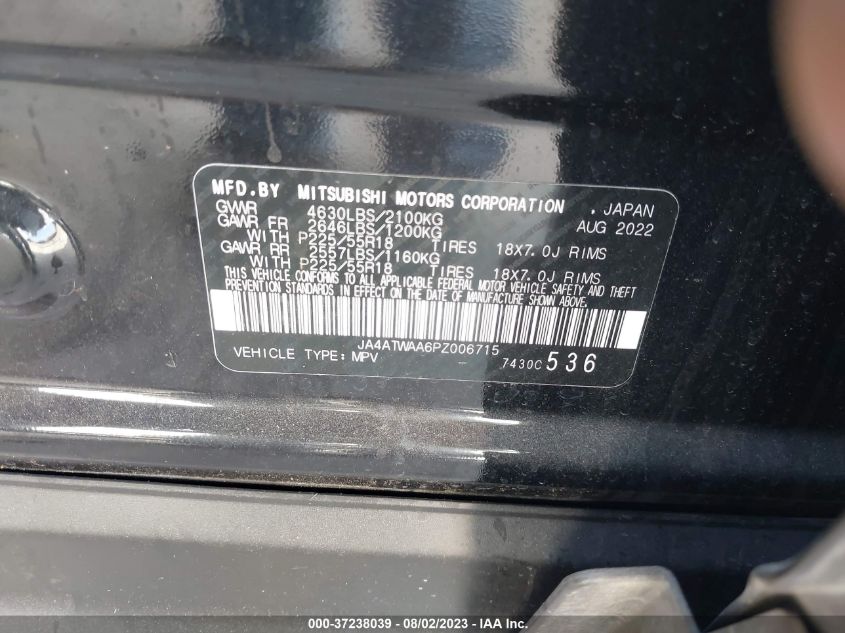 MFD.BY MITSUBISHI MOTORS CORPORATION , JAPAN
GVWR 4630LBS/2100KG AUG 2022
GAWR FR 2646LBS/1200KG
WITH P225/55R18 TIRES 18X7.0J RIMS
GAWR RR 2557LBS/1160KG
WITH P225/55R18 TIRES 18X7.0J RIMS
THIS VEHICLE CONFORMS TO ALL APPLICABLE FEDERAL MOTOR VEHICLE SAFETY AND THEFT
PREVENTION STANDARDS IN EFFECT ON THE DATE OF MANUFACTURE SHOWN ABOVE.
JA4ATWAA6PZ006715
VEHICLE TYPE: MPV 7430C 536
000-37238039 - 08/02/2023 - IAA Inc.